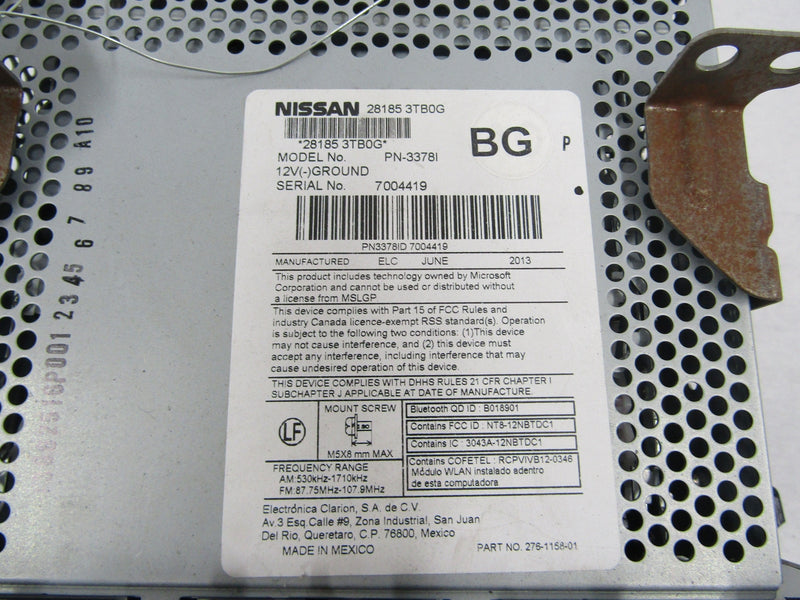 NISSAN 28185 3TB0G
BG P
*28185 3TB0G*
MODEL No. PN-3378I
12V(-)GROUND
SERIAL No. 7004419
PN3378ID 7004419
MANUFACTURED ELC JUNE 2013
This product includes technology owned by Microsoft
Corporation and cannot be used or distributed without
a license from MSLGP
This device complies with Part 15 of FCC Rules and
industry Canada licence-exempt RSS standard(s). Operation
is subject to the following two conditions: (1)This device
may not cause interference, and (2) this device must
accept any interference, including interference that may
cause undesired operation of this device.
THIS DEVICE COMPLIES WITH DHHS RULES 21 CFR CHAPTER I
SUBCHAPTER J APPLICABLE AT DATE OF MANUFACTURE.
LF
MOUNT SCREW
ISO
M5X8 mm MAX
FREQUENCY RANGE
AM:530kHz-1710kHz
FM:87.75MHz-107.9MHz
Bluetooth QD ID : B018901
Contains FCC ID : NT8-12NBTDC1
Contains IC : 3043A-12NBTDC1
Contains COFETEL : RCPVIVB12-0346
Módulo WLAN instalado adentro
de esta computadora
Electrónica Clarion, S.A. de C.V.
Av.3 Esq.Calle #9, Zona Industrial, San Juan
Del Rio, Queretaro, C.P. 76800, Mexico
MADE IN MEXICO
PART NO. 276-1158-01
1 2 3 4 5 6 7 8 9 A10